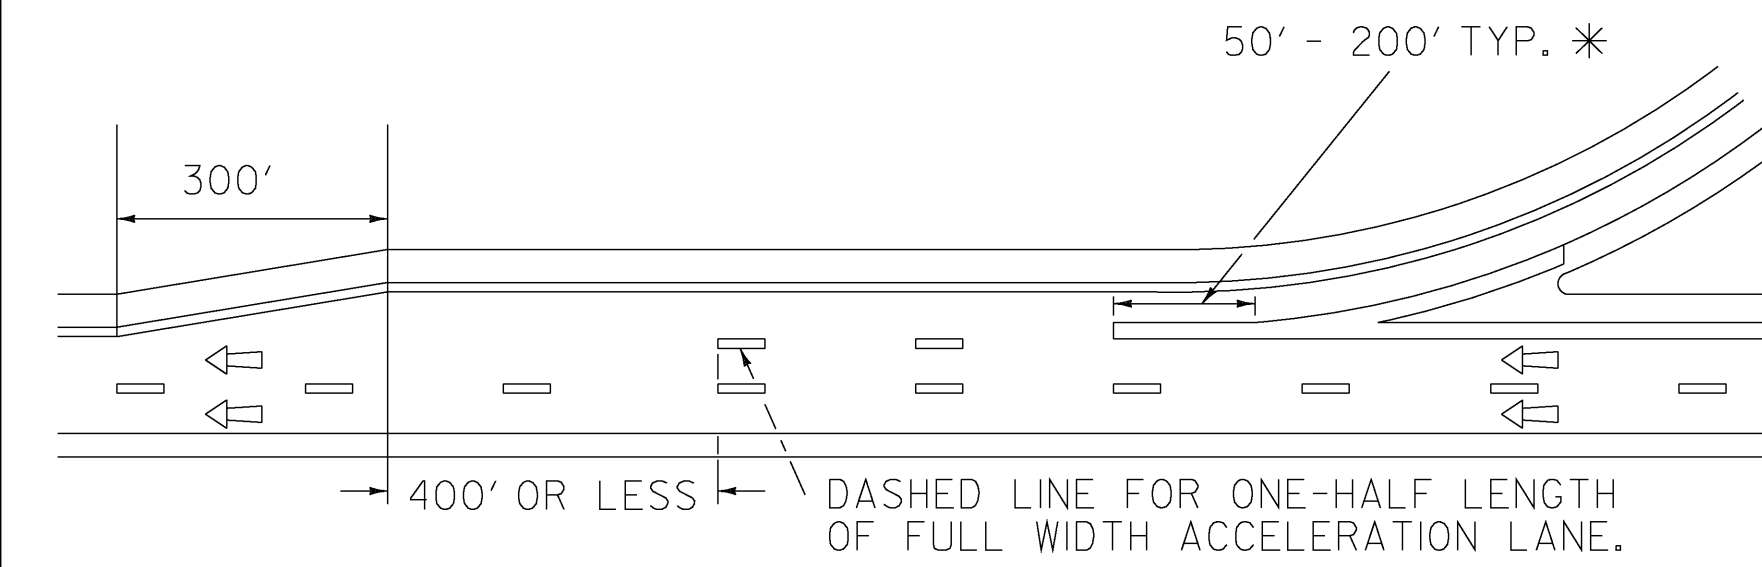 50' - 200' TYP. *
300'
400' OR LESS
DASHED LINE FOR ONE-HALF LENGTH
OF FULL WIDTH ACCELERATION LANE.